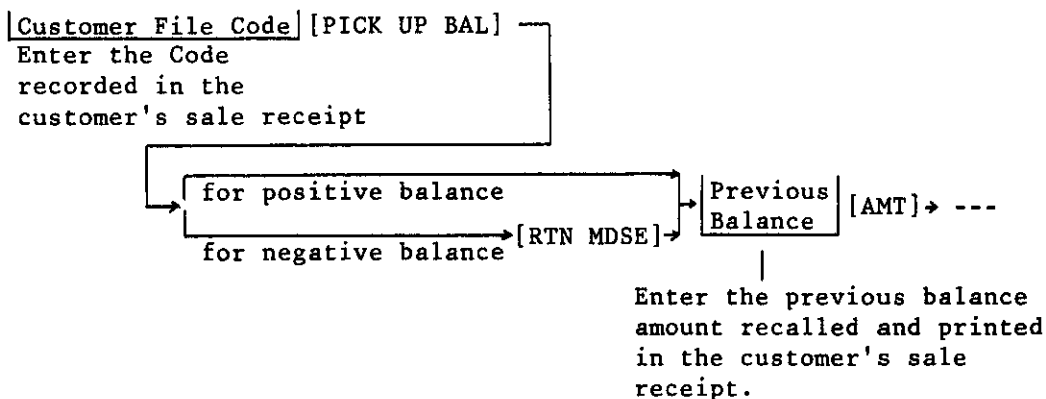 Customer File Code [PICK UP BAL]
Enter the Code
recorded in the
customer's sale receipt
for positive balance
Previous
Balance [AMT]→ ---
for negative balance [RTN MDSE]
Enter the previous balance
amount recalled and printed
in the customer's sale
receipt.